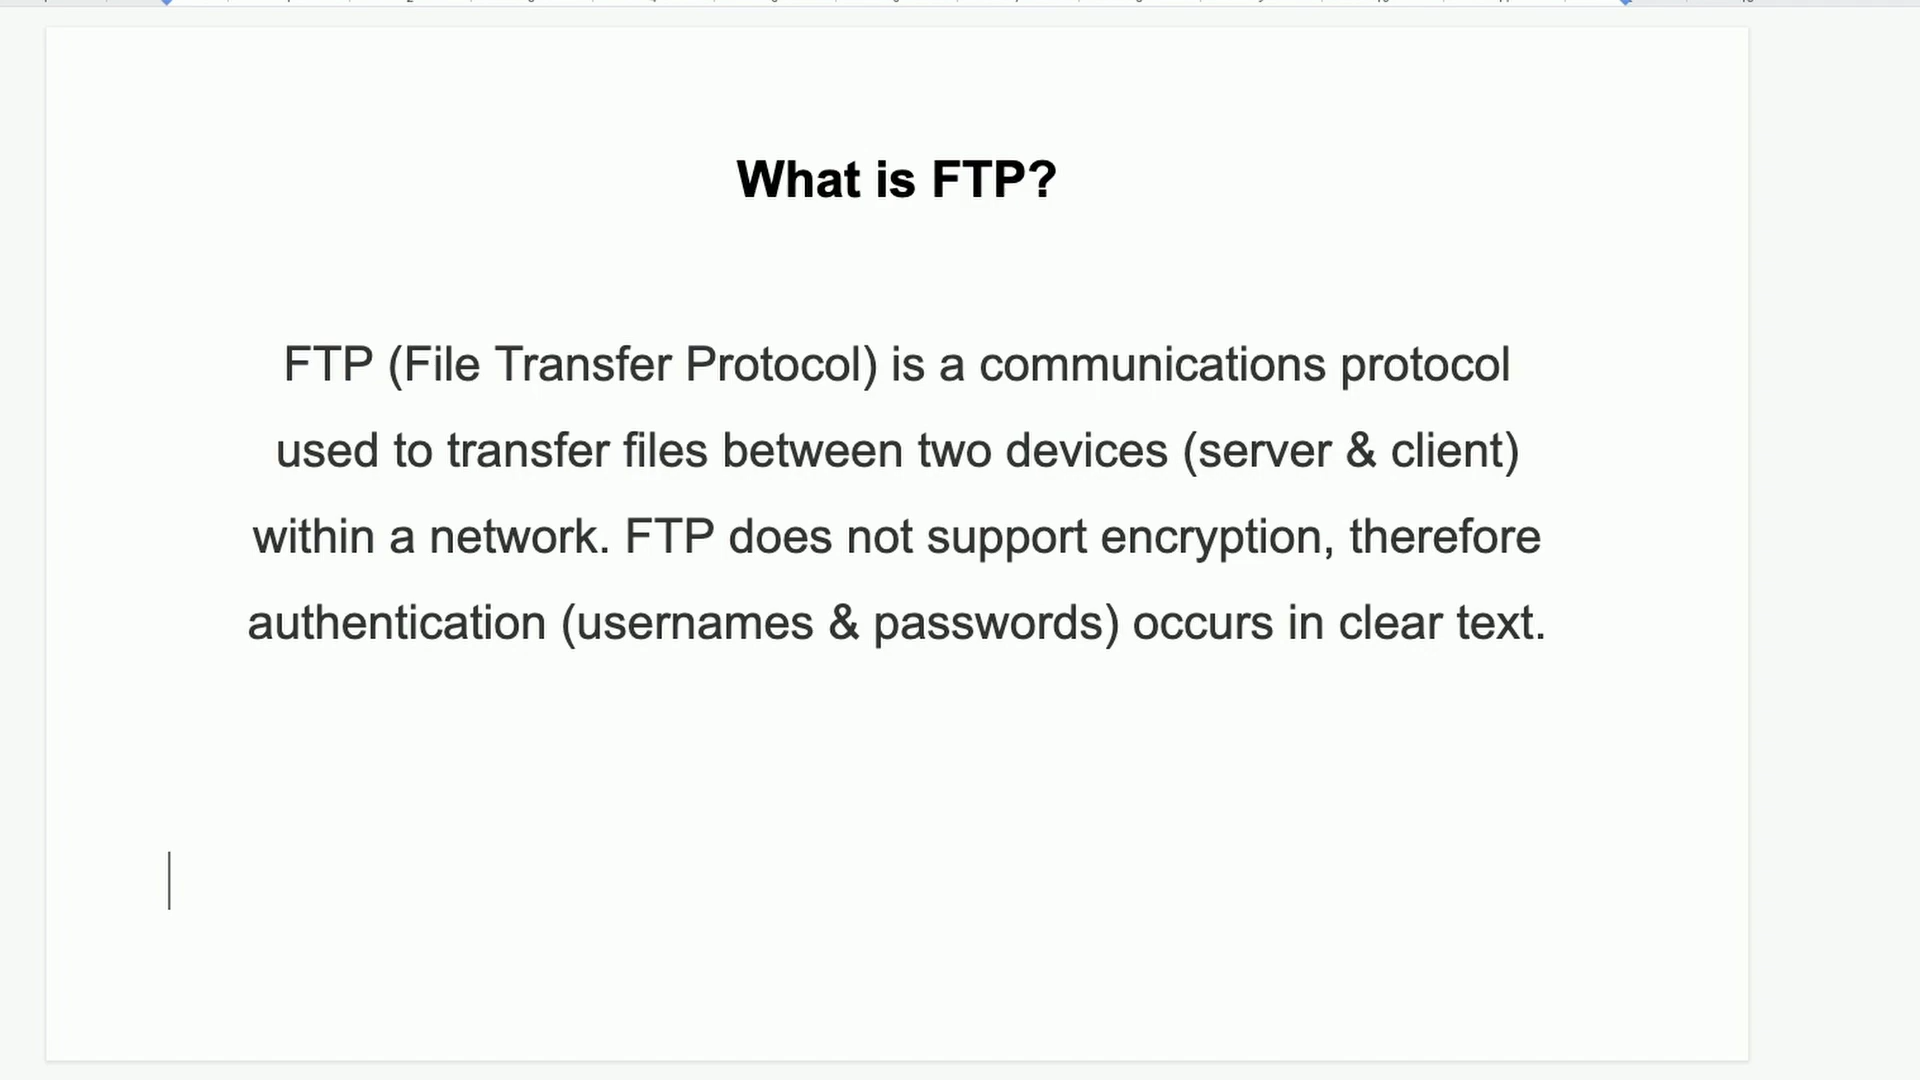 What is FTP?
FTP (File Transfer Protocol) is a communications protocol
used to transfer files between two devices (server & client)
within a network. FTP does not support encryption, therefore
authentication (usernames & passwords) occurs in clear text.